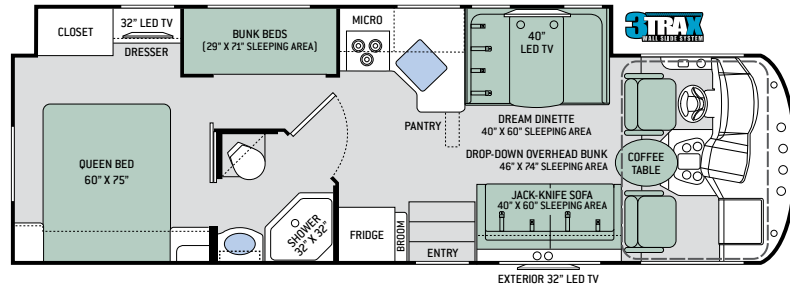 CLOSET
32" LED TV
DRESSER
BUNK BEDS
(29" X 71" SLEEPING AREA)
MICRO
40"
LED TV
3TRAX
WALL SLIDE SYSTEM
PANTRY
DREAM DINETTE
40" X 60" SLEEPING AREA
DROP-DOWN OVERHEAD BUNK
46" X 74" SLEEPING AREA
COFFEE
TABLE
QUEEN BED
60" X 75"
JACK-KNIFE SOFA
40" X 60" SLEEPING AREA
SHOWER
32" X 32"
FRIDGE
BROOM
ENTRY
EXTERIOR 32" LED TV